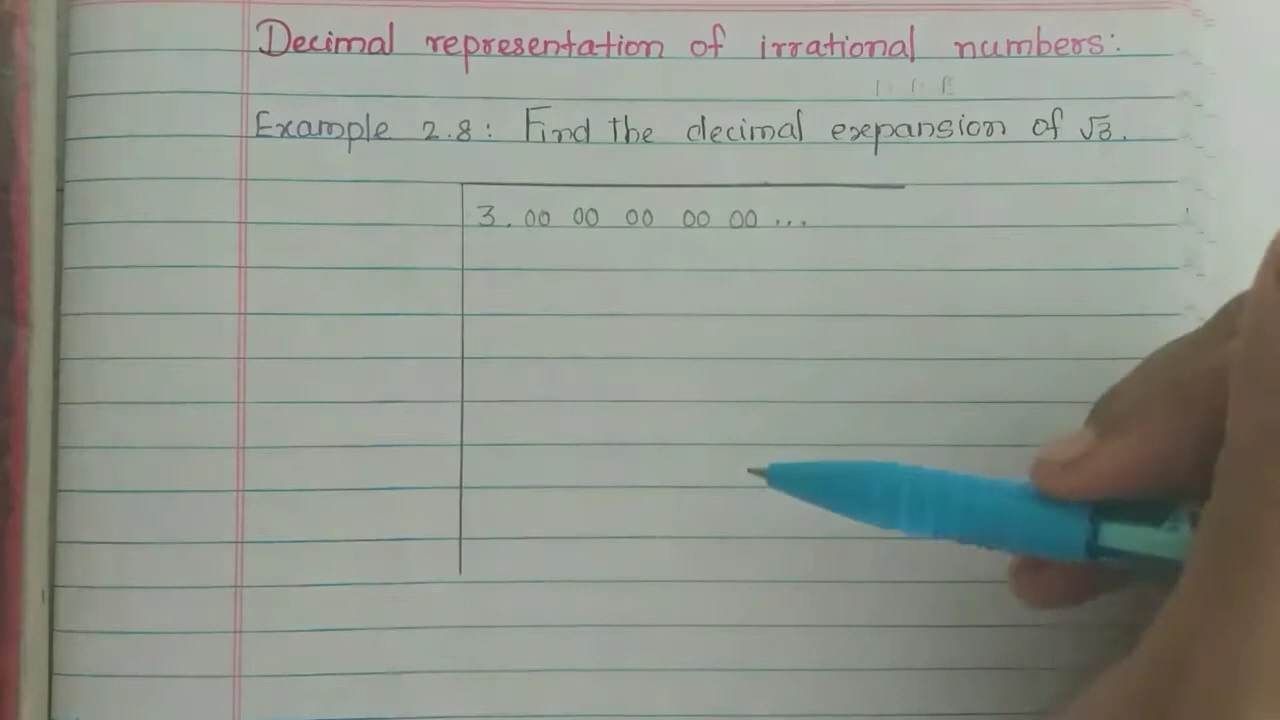 Decimal representation of irrational numbers:
Example 2.8: Find the decimal expansion of √3.
3.00 00 00 00 00 ...